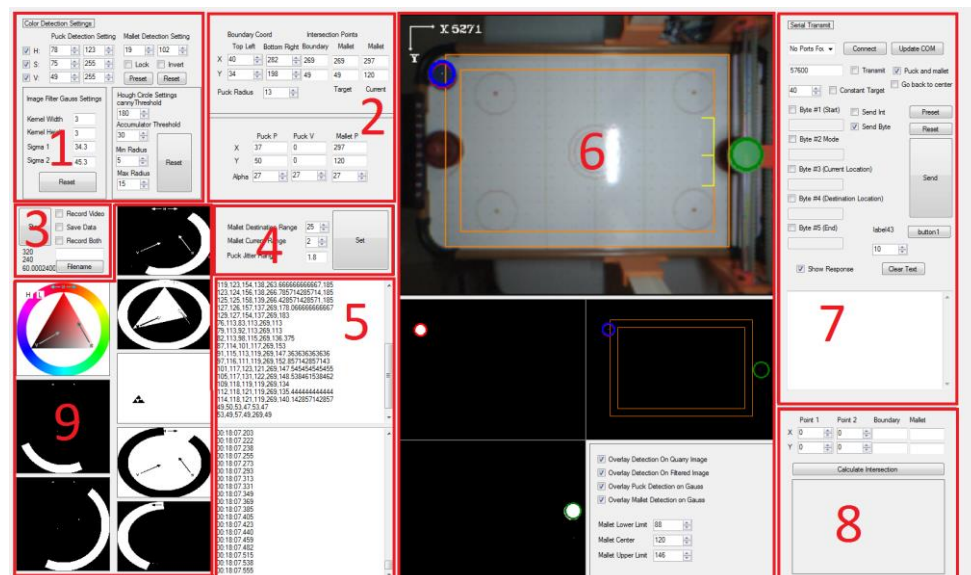 Color Detection Settings
Puck Detection Setting Mallet Detection Setting
H: 78 123 19 102
S: 75 255 Lock Invert
V: 49 255 Preset Reset
Image Filter Gauss Settings
Kernel Width 3
Kernel Height 3
Sigma 1 34.3
Sigma 2 45.3
Reset
1
Hough Circle Settings
cannyThreshold
180
Accumulator Threshold
30
Min Radius
5
Max Radius
15
Reset
Boundary Coord Intersection Points
Top Left Bottom Right Boundary Mallet Mallet
X 40 282 269 269 297
Y 34 198 49 49 120
Puck Radius 13 Target Current
2
Puck P Puck V Mallet P
X 37 0 297
Y 50 0 120
Alpha 27 27 27
3
Record Video
Save Data
Record Both
320
240
60.0002400
Filename
Mallet Destination Range 25
Mallet Current Range 2
Puck Jitter Range 1.8
Set
4
119,123,154,138,263.666666666667,185
123,124,156,138,266.785714285714,185
125,125,158,139,266.428571428571,185
127,126,157,137,269,178.066666666667
129,127,154,137,269,183
76,113,83,113,269,113
79,113,92,113,269,113
82,113,98,115,269,136.375
87,114,101,117,269,153
91,115,113,119,269,147.363636363636
97,116,111,119,269,152.857142857143
101,117,123,121,269,147.545454545455
105,117,131,122,269,148.538461538462
109,118,119,119,269,134
112,118,121,119,269,135.444444444444
114,118,121,119,269,140.142857142857
49,50,53,47,53,47
53,49,57,49,269,49
5
00:18:07.203
00:18:07.222
00:18:07.238
00:18:07.255
00:18:07.273
00:18:07.293
00:18:07.313
00:18:07.331
00:18:07.349
00:18:07.369
00:18:07.385
00:18:07.405
00:18:07.423
00:18:07.440
00:18:07.459
00:18:07.482
00:18:07.515
00:18:07.538
00:18:07.555
X 5271
Y
6
Overlay Detection On Quarry Image
Overlay Detection On Filtered Image
Overlay Puck Detection on Gauss
Overlay Mallet Detection on Gauss
Mallet Lower Limit 88
Mallet Center 120
Mallet Upper Limit 146
Serial Transmit
No Ports Fou Connect Update COM
57600 Transmit Puck and mallet
40 Constant Target Go back to center
Byte #1 (Start) Send Int Preset
Send Byte Reset
Byte #2 Mode
Byte #3 (Current Location)
Send
Byte #4 (Destination Location)
Byte #5 (End) label43 button1
10
Show Response Clear Text
7
Point 1 Point 2 Boundary Mallet
X 0 0
Y 0 0
Calculate Intersection
8
H
9